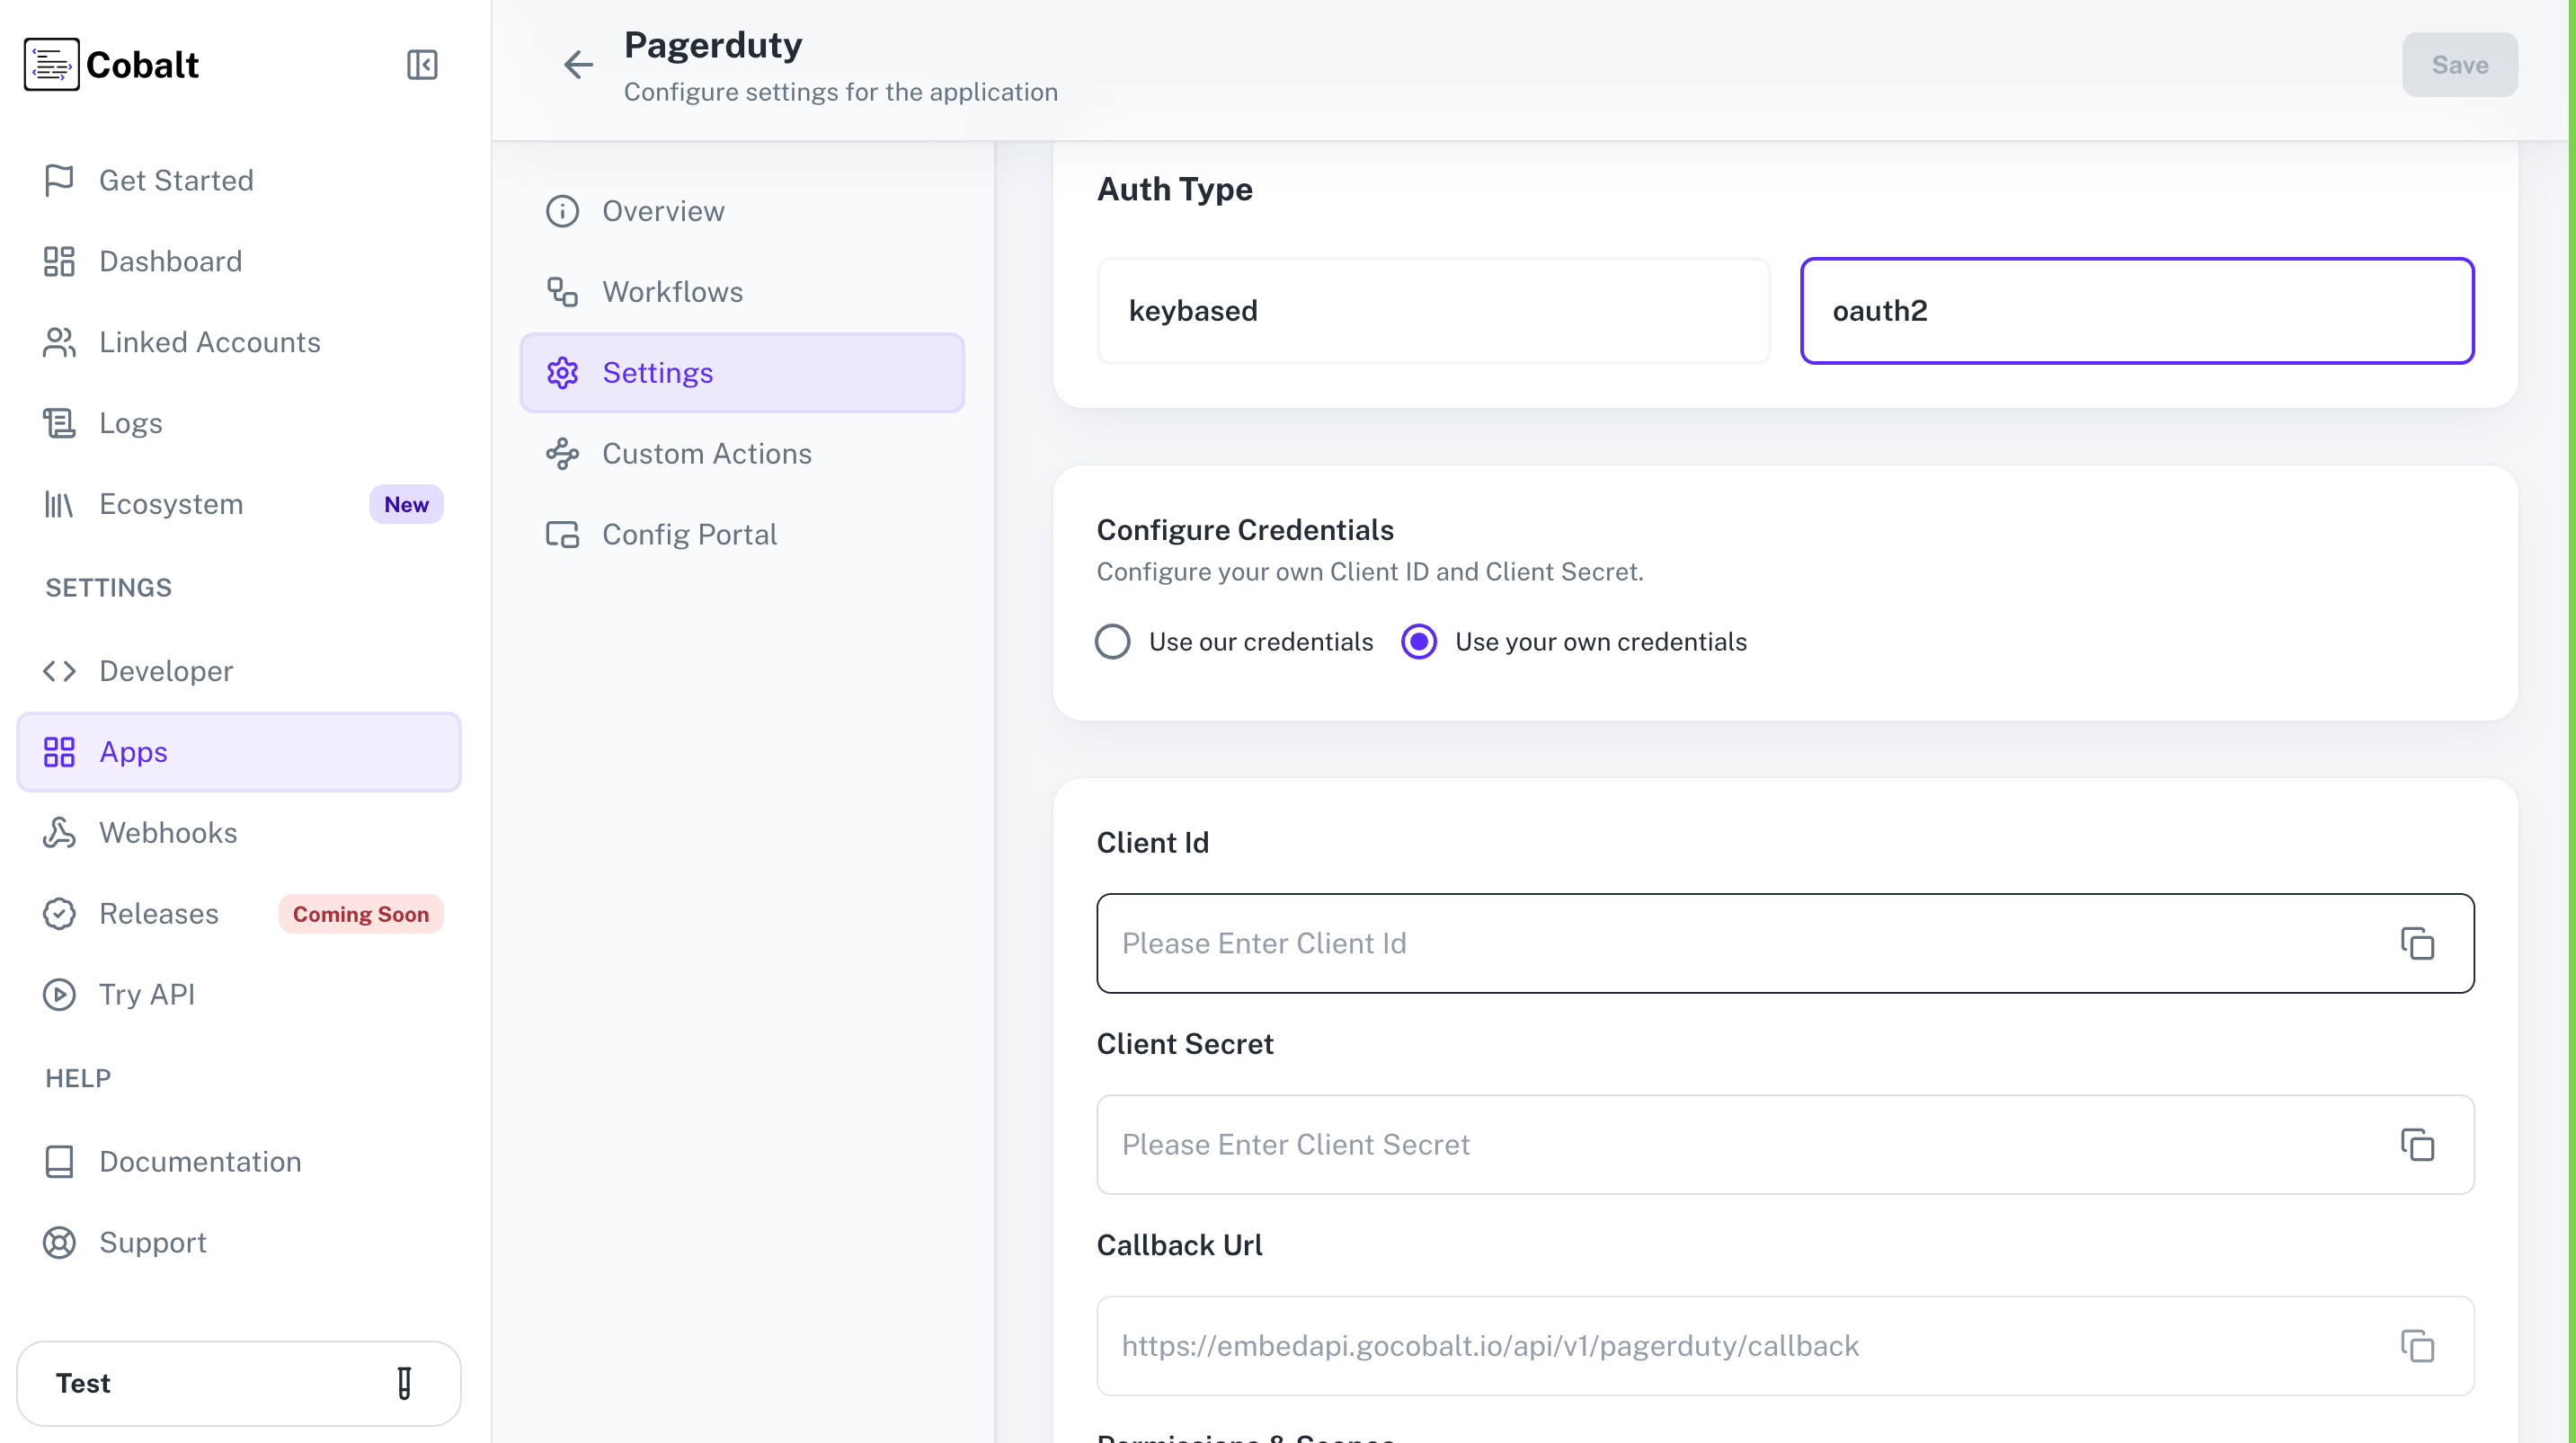 Cobalt
Get Started
Dashboard
Linked Accounts
Logs
Ecosystem New
SETTINGS
Developer
Apps
Webhooks
Releases Coming Soon
Try API
HELP
Documentation
Support
Test
Pagerduty
Configure settings for the application
Save
Overview
Workflows
Settings
Custom Actions
Config Portal
Auth Type
keybased oauth2
Configure Credentials
Configure your own Client ID and Client Secret.
Use our credentials Use your own credentials
Client Id
Please Enter Client Id
Client Secret
Please Enter Client Secret
Callback Url
https://embedapi.gocobalt.io/api/v1/pagerduty/callback
Permissions & Scopes